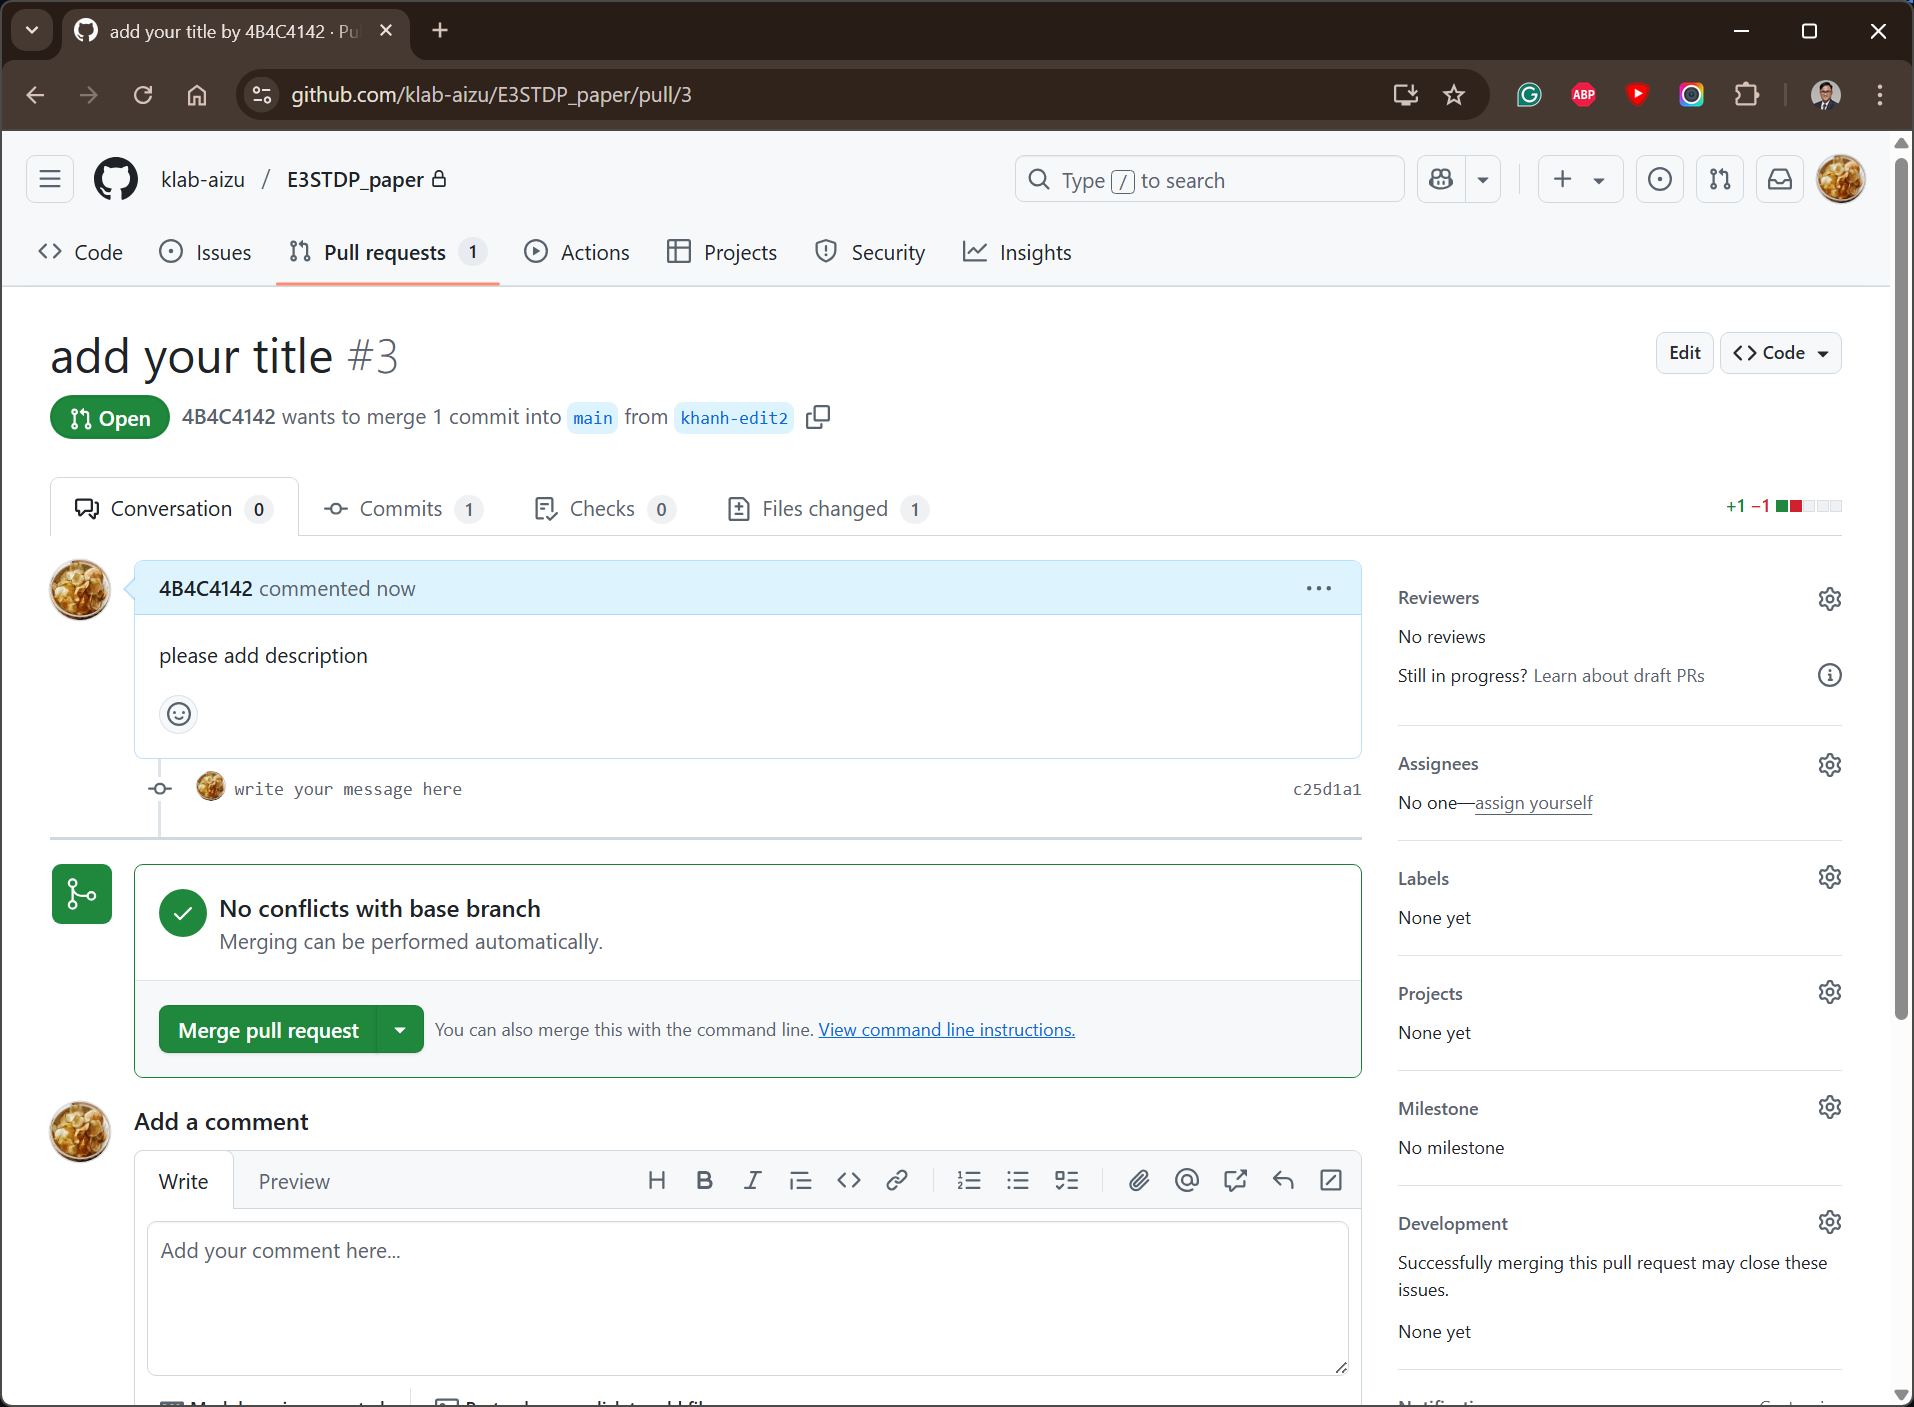 add your title by 4B4C4142 · Pu
github.com/klab-aizu/E3STDP_paper/pull/3
ABP
klab-aizu / E3STDP_paper
Type / to search
Code
Issues
Pull requests 1
Actions
Projects
Security
Insights
add your title #3
Edit
Code
Open
4B4C4142 wants to merge 1 commit into main from khanh-edit2
Conversation 0
Commits 1
Checks 0
Files changed 1
+1 −1
4B4C4142 commented now
please add description
write your message here
c25d1a1
No conflicts with base branch
Merging can be performed automatically.
Merge pull request
You can also merge this with the command line. View command line instructions.
Add a comment
Write
Preview
H B I
Add your comment here...
Reviewers
No reviews
Still in progress? Learn about draft PRs
Assignees
No one—assign yourself
Labels
None yet
Projects
None yet
Milestone
No milestone
Development
Successfully merging this pull request may close these
issues.
None yet